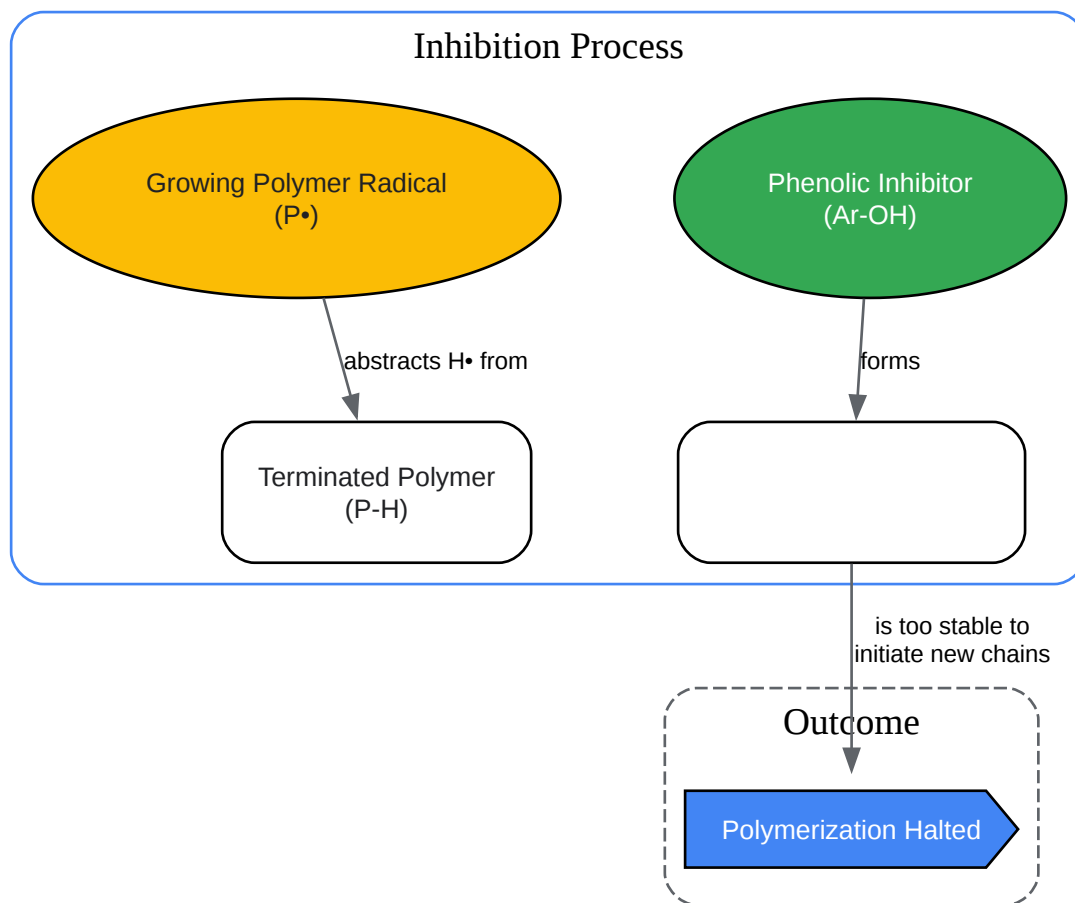 Inhibition Process
Growing Polymer Radical
(P•)
Phenolic Inhibitor
(Ar-OH)
abstracts H• from
forms
Terminated Polymer
(P-H)
is too stable to
initiate new chains
Outcome
Polymerization Halted